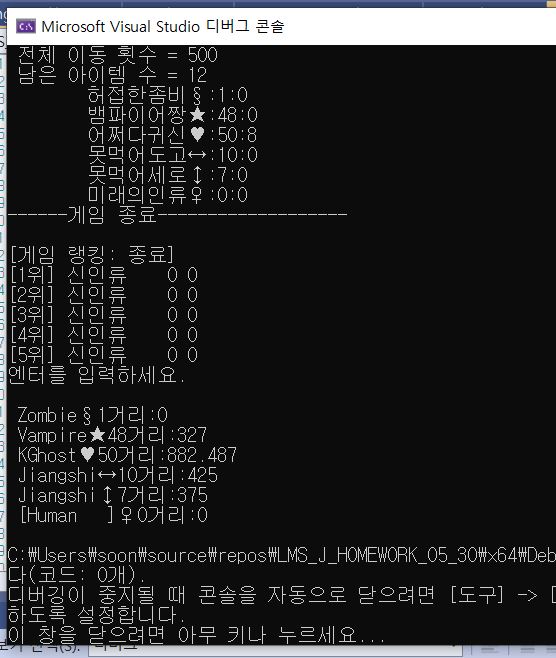 Microsoft Visual Studio 디버그 콘솔
전체 이동 횟수 = 500
남은 아이템 수 = 12
허접한좀비§:1:0
뱀파이어짱★:48:0
어쩌다귀신♥:50:8
못먹어도고↔:10:0
못먹어세로↕:7:0
미래의인류♀:0:0
------게임 종료-------------------
[게임 랭킹: 종료]
[1위] 신인류 0 0
[2위] 신인류 0 0
[3위] 신인류 0 0
[4위] 신인류 0 0
[5위] 신인류 0 0
엔터를 입력하세요.
Zombie§1거리:0
Vampire★48거리:327
KGhost♥50거리:882.487
Jiangshi↔10거리:425
Jiangshi↕7거리:375
[Human ]♀0거리:0
C:\Users\soon\source\repos\LMS_J_HOMEWORK_05_30\x64\Deb
다(코드: 0개).
디버깅이 중지될 때 콘솔을 자동으로 닫으려면 [도구] -> [
하도록 설정합니다.
이 창을 닫으려면 아무 키나 누르세요...